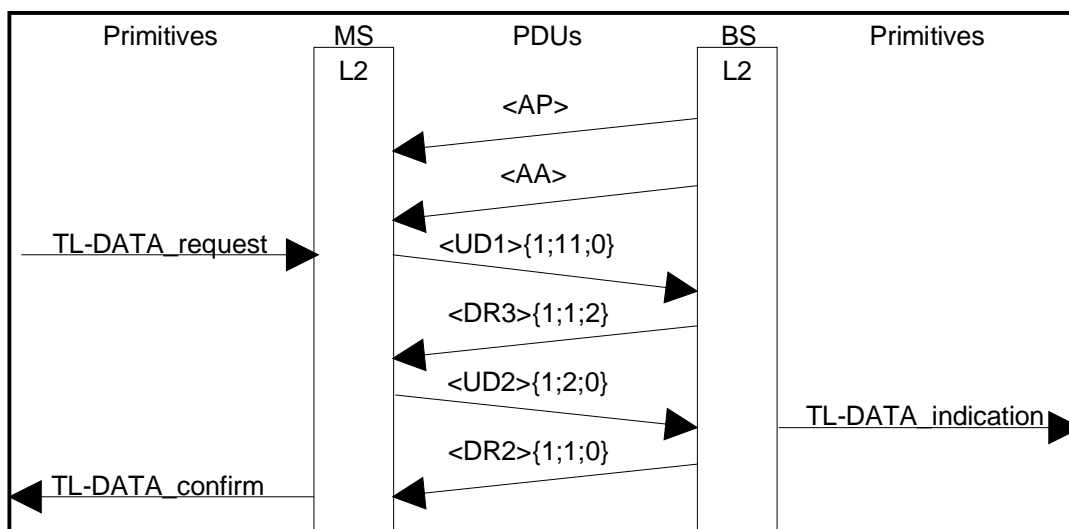 Primitives MS PDUs BS Primitives
L2 L2
<AP>
<AA>
TL-DATA_request <UD1>{1;11;0}
<DR3>{1;1;2}
<UD2>{1;2;0}
TL-DATA_indication
<DR2>{1;1;0}
TL-DATA_confirm